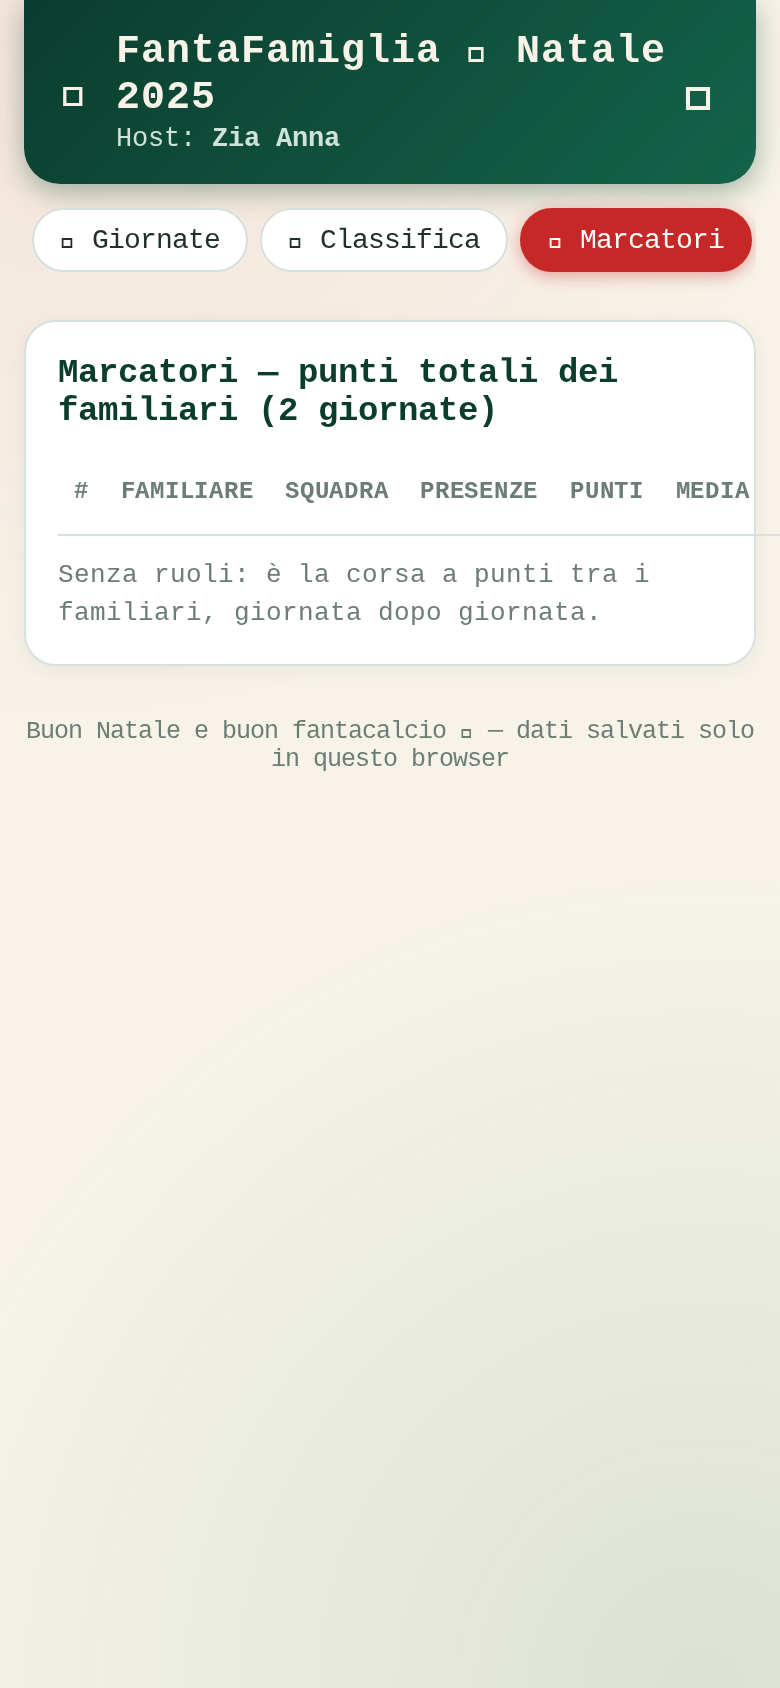 FantaFamiglia Natale
2025
Host: Zia Anna
Giornate Classifica Marcatori
Marcatori — punti totali dei
familiari (2 giornate)
# FAMILIARE SQUADRA PRESENZE PUNTI MEDIA
Senza ruoli: è la corsa a punti tra i
familiari, giornata dopo giornata.
Buon Natale e buon fantacalcio — dati salvati solo
in questo browser